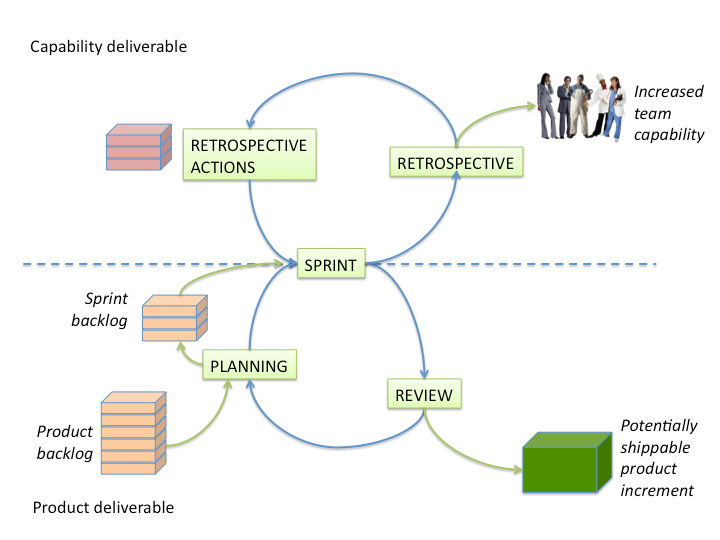 Capability deliverable
Increased
team
capability
RETROSPECTIVE
ACTIONS
RETROSPECTIVE
SPRINT
Sprint
backlog
PLANNING
REVIEW
Product
backlog
Potentially
shippable
product
increment
Product deliverable